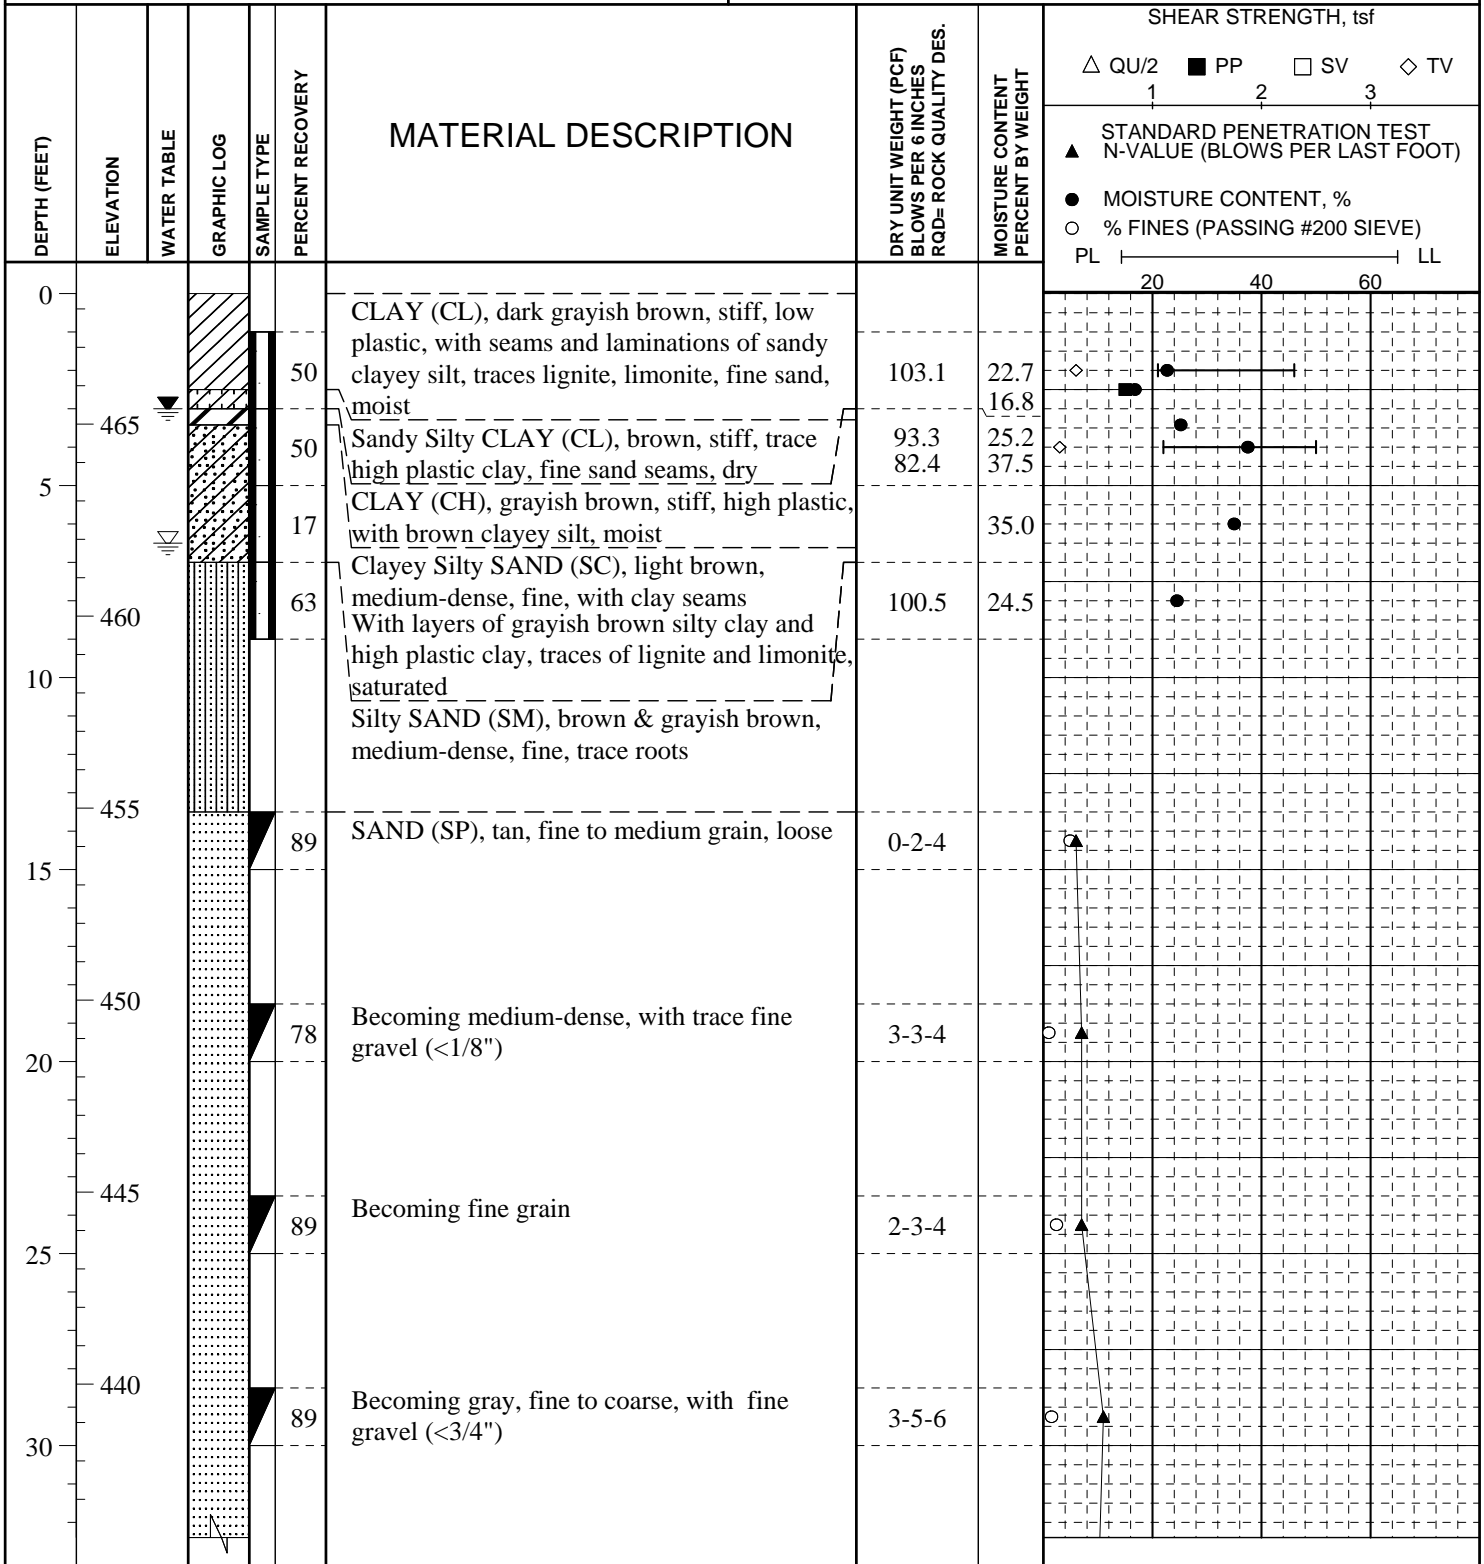 SHEAR STRENGTH, tsf
QU/2 PP SV TV
1 2 3
STANDARD PENETRATION TEST
N-VALUE (BLOWS PER LAST FOOT)
MOISTURE CONTENT, %
% FINES (PASSING #200 SIEVE)
PL LL
20 40 60
DEPTH (FEET)
ELEVATION
WATER TABLE
GRAPHIC LOG
SAMPLE TYPE
PERCENT RECOVERY
MATERIAL DESCRIPTION
DRY UNIT WEIGHT (PCF)
BLOWS PER 6 INCHES
RQD= ROCK QUALITY DES.
MOISTURE CONTENT
PERCENT BY WEIGHT
0
CLAY (CL), dark grayish brown, stiff, low
plastic, with seams and laminations of sandy
clayey silt, traces lignite, limonite, fine sand,
moist
50 103.1 22.7
16.8
465
Sandy Silty CLAY (CL), brown, stiff, trace
high plastic clay, fine sand seams, dry
50 93.3 25.2
82.4 37.5
5
CLAY (CH), grayish brown, stiff, high plastic,
with brown clayey silt, moist
17 35.0
Clayey Silty SAND (SC), light brown,
medium-dense, fine, with clay seams
63 100.5 24.5
460
With layers of grayish brown silty clay and
high plastic clay, traces of lignite and limonite,
saturated
10
Silty SAND (SM), brown & grayish brown,
medium-dense, fine, trace roots
455
89 SAND (SP), tan, fine to medium grain, loose 0-2-4
15
450
78 Becoming medium-dense, with trace fine
gravel (<1/8") 3-3-4
20
445
89 Becoming fine grain 2-3-4
25
440
89 Becoming gray, fine to coarse, with fine
gravel (<3/4") 3-5-6
30